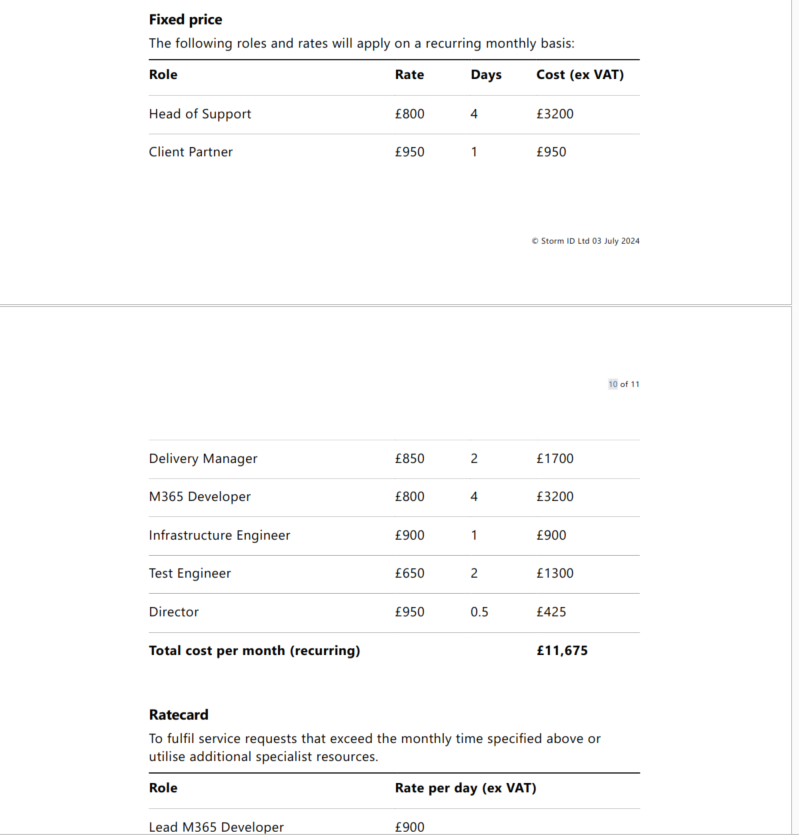 Fixed price
The following roles and rates will apply on a recurring monthly basis:
Role Rate Days Cost (ex VAT)
Head of Support £800 4 £3200
Client Partner £950 1 £950
© Storm ID Ltd 03 July 2024
10 of 11
Delivery Manager £850 2 £1700
M365 Developer £800 4 £3200
Infrastructure Engineer £900 1 £900
Test Engineer £650 2 £1300
Director £950 0.5 £425
Total cost per month (recurring) £11,675
Ratecard
To fulfil service requests that exceed the monthly time specified above or
utilise additional specialist resources.
Role Rate per day (ex VAT)
Lead M365 Developer £900